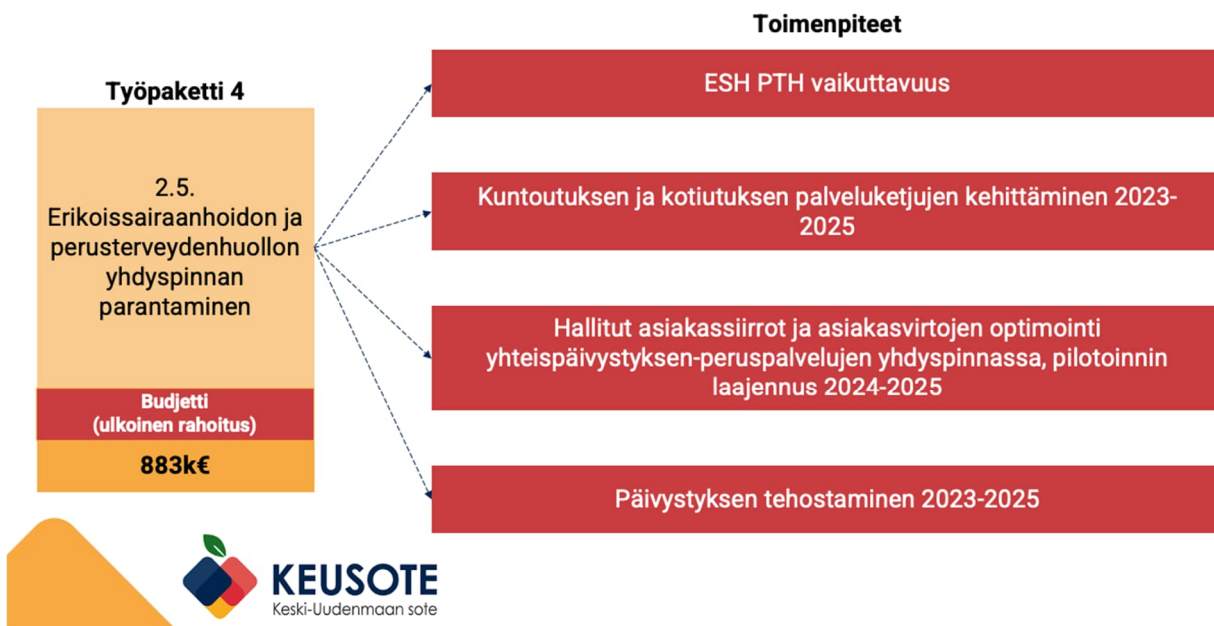 Toimenpiteet
Työpaketti 4
2.5.
Erikoissairaanhoidon ja
perusterveydenhuollon
yhdyspinnan
parantaminen
Budjetti
(ulkoinen rahoitus)
883k€
ESH PTH vaikuttavuus
Kuntoutuksen ja kotiutuksen palveluketjujen kehittäminen 2023-
2025
Hallitut asiakassiirrot ja asiakasvirtojen optimointi
yhteispäivystyksen-peruspalvelujen yhdyspinnassa, pilotoinnin
laajennus 2024-2025
Päivystyksen tehostaminen 2023-2025
KEUSOTE
Keski-Uudenmaan sote